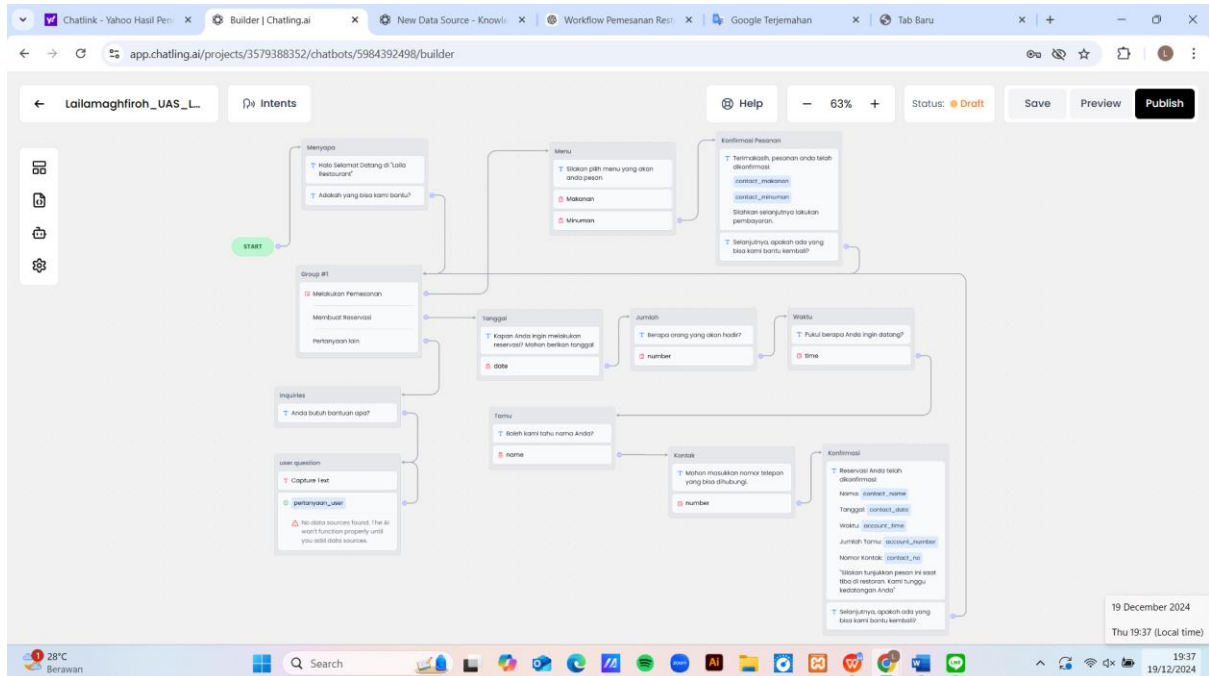 Chatlink - Yahoo Hasil Pen
Builder | Chatling.ai
New Data Source - Knowle
Workflow Pemesanan Rest
Google Terjemahan
Tab Baru
app.chatling.ai/projects/3579388352/chatbots/5984392498/builder
L
Lailamaghfiroh_UAS_L...
Intents
Help
63%
Status: Draft
Save
Preview
Publish
START
Menyapa
Halo Selamat Datang di "Laila
Restaurant"
Adakah yang bisa kami bantu?
Group #1
Melakukan Pemesanan
Membuat Reservasi
Pertanyaan lain
Menu
Silakan pilih menu yang akan
anda pesan
Makanan
Minuman
Konfirmasi Pesanan
Terimakasih, pesanan anda telah
dikonfirmasi:
contact_makanan
contact_minuman
Silahkan selanjutnya lakukan
pembayaran.
Selanjutnya, apakah ada yang
bisa kami bantu kembali?
Tanggal
Kapan Anda ingin melakukan
reservasi? Mohon berikan tanggal
date
Jumlah
Berapa orang yang akan hadir?
number
Waktu
Pukul berapa Anda ingin datang?
time
Inquiries
Anda butuh bantuan apa?
user question
Capture Text
pertanyaan_user
No data sources found. The AI
won't function properly until
you add data sources.
Tamu
Boleh kami tahu nama Anda?
name
Kontak
Mohon masukkan nomor telepon
yang bisa dihubungi.
number
Konfirmasi
Reservasi Anda telah
dikonfirmasi:
Nama: contact_name
Tanggal: contact_date
Waktu: account_time
Jumlah Tamu: account_number
Nomor Kontak: contact_no
"Silakan tunjukkan pesan ini saat
tiba di restoran. Kami tunggu
kedatangan Anda"
Selanjutnya, apakah ada yang
bisa kami bantu kembali?
19 December 2024
Thu 19:37 (Local time)
1
28°C
Berawan
Search
zoom
Ai
19:37
19/12/2024